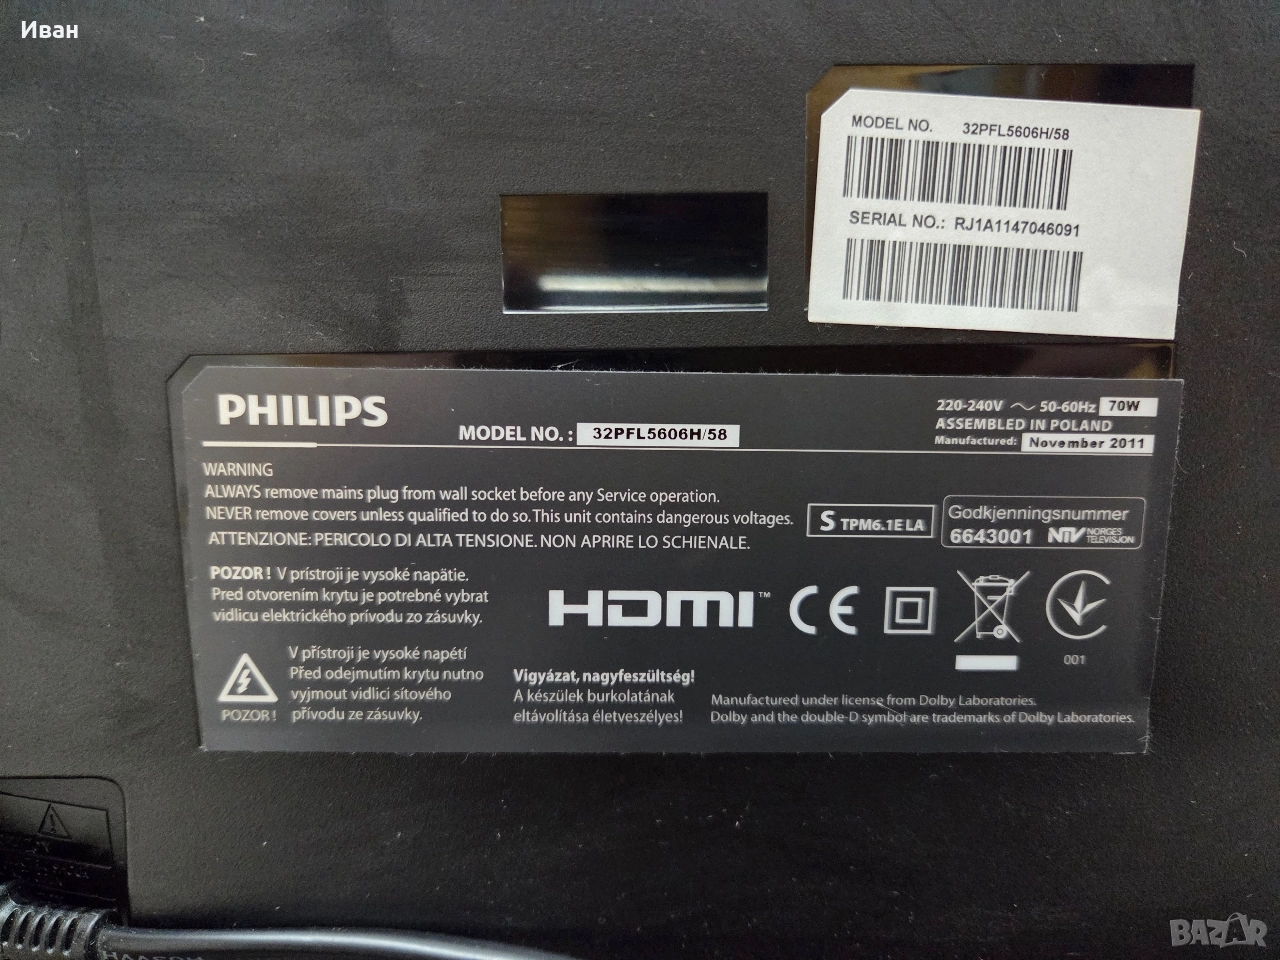 Иван
MODEL NO. 32PFL5606H/58
SERIAL NO.: RJ1A1147046091
PHILIPS
MODEL NO. : 32PFL5606H/58
220-240V ~ 50-60Hz 70W
ASSEMBLED IN POLAND
Manufactured: November 2011
WARNING
ALWAYS remove mains plug from wall socket before any Service operation.
NEVER remove covers unless qualified to do so. This unit contains dangerous voltages.
ATTENZIONE: PERICOLO DI ALTA TENSIONE. NON APRIRE LO SCHIENALE.
S TPM6.1E LA
Godkjenningsnummer
6643001 NTV NORGES
TELEVISJON
POZOR ! V prístroji je vysoké napätie.
Pred otvorením krytu je potrebné vybrat
vidlicu elektrického prívodu zo zásuvky.
HDMI™ CE
001
V přístroji je vysoké napétí
Před odejmutím krytu nutno
vyjmout vidlici sítového
přívodu ze zásuvky.
POZOR !
Vigyázat, nagyfeszültség!
A készülek burkolatának
eltávolítása életveszélyes!
Manufactured under license from Dolby Laboratories.
Dolby and the double-D symbol are trademarks of Dolby Laboratories.
BAZAR